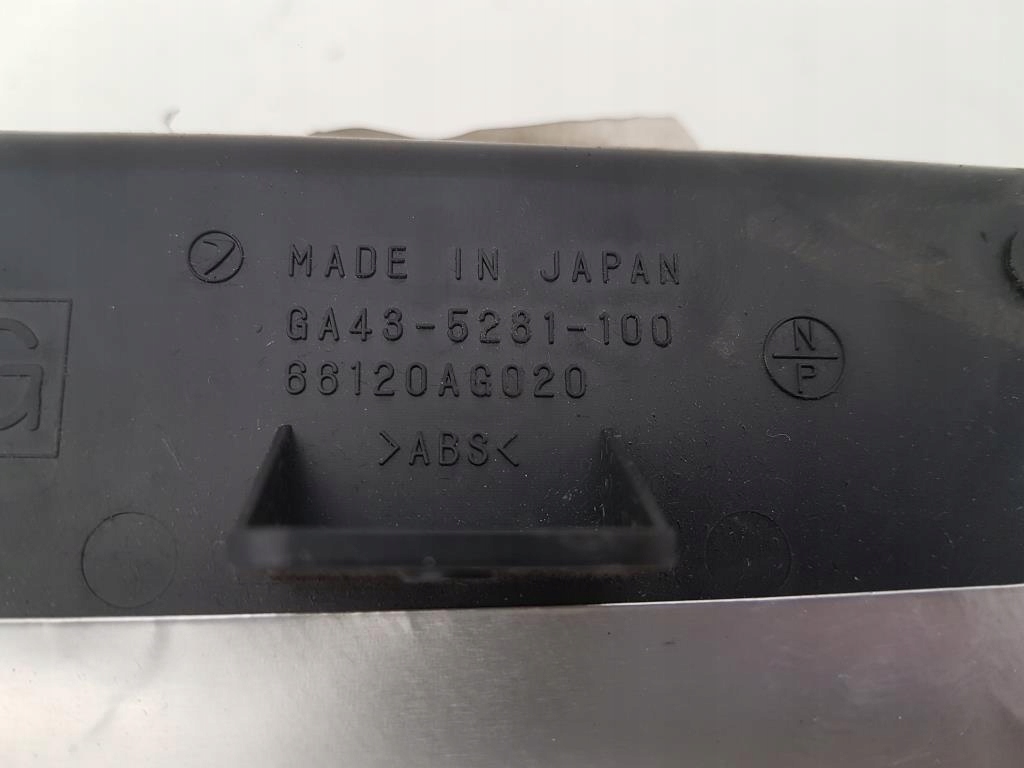 MADE IN JAPAN
GA43-5281-100
66120AG020
>ABS<
N
P
G